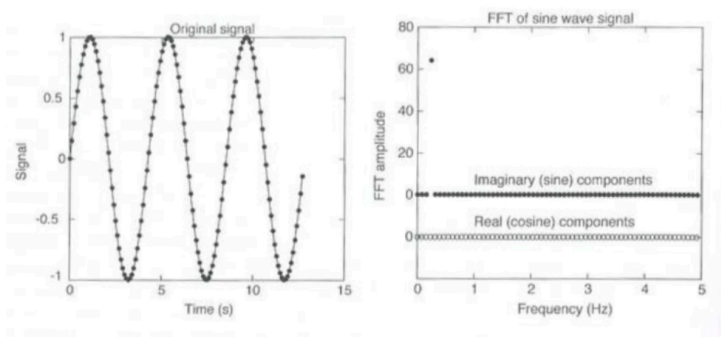 Original signal
1
0.5
0
-0.5
-1
Signal
0
5
10
15
Time (s)
FFT of sine wave signal
80
60
40
20
0
0
FFT amplitude
Imaginary (sine) components
Real (cosine) components
0
1
2
3
4
5
Frequency (Hz)